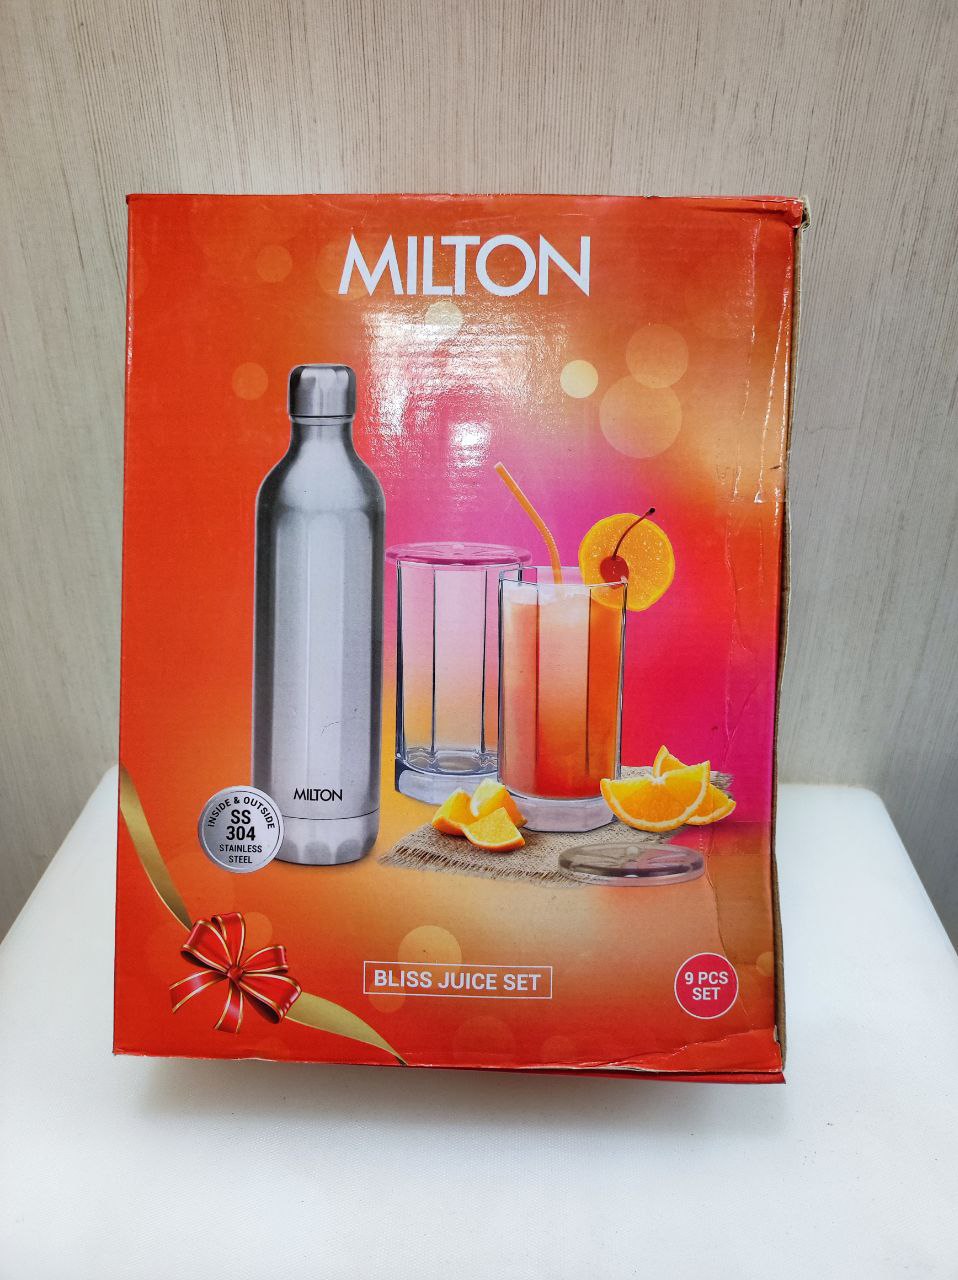 MILTON
MILTON
INSIDE & OUTSIDE
SS
304
STAINLESS
STEEL
BLISS JUICE SET
9 PCS
SET